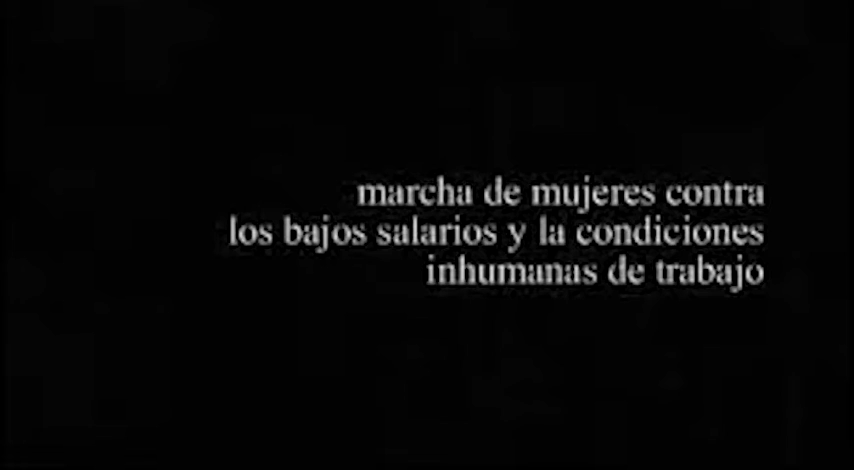 marcha de mujeres contra
los bajos salarios y la condiciones
inhumanas de trabajo